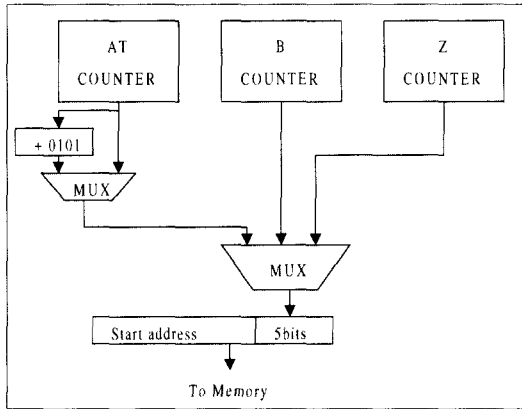 AT
COUNTER
B
COUNTER
Z
COUNTER
+ 0101
MUX
MUX
Start address
5bits
To Memory